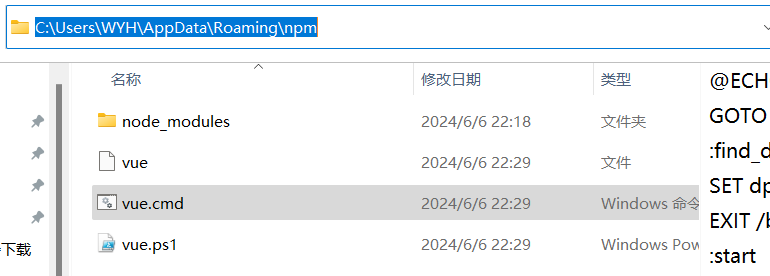 C:\Users\WYH\AppData\Roaming\npm
名称 修改日期 类型
node_modules 2024/6/6 22:18 文件夹
vue 2024/6/6 22:29 文件
vue.cmd 2024/6/6 22:29 Windows 命令
vue.ps1 2024/6/6 22:29 Windows Pow
下载
@ECH
GOTO
:find_d
SET dp
EXIT /b
:start